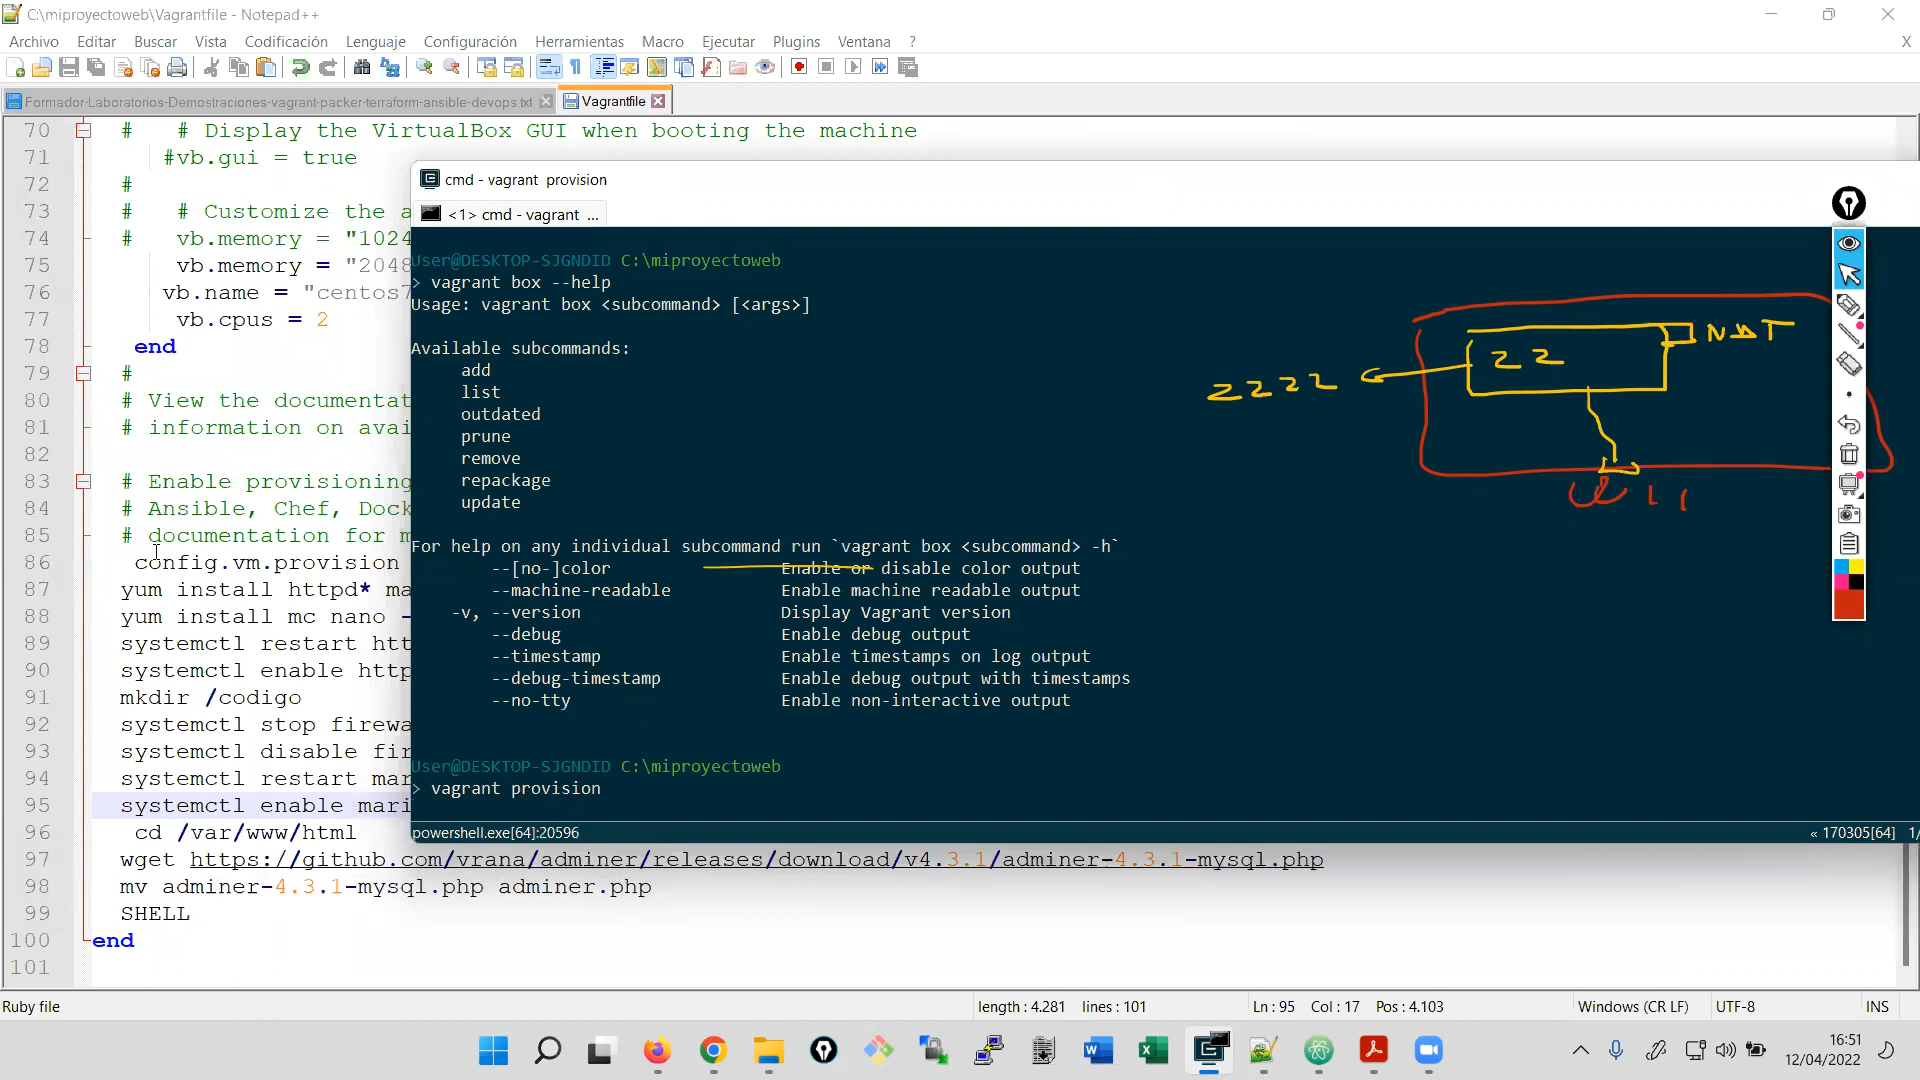 C:\miproyectoweb\Vagrantfile - Notepad++
Archivo Editar Buscar Vista Codificación Lenguaje Configuración Herramientas Macro Ejecutar Plugins Ventana ?
X
Formador-Laboratorios-Demostraciones-vagrant-packer-terraform-ansible-devops.txt
Vagrantfile
70 # # Display the VirtualBox GUI when booting the machine
71 #vb.gui = true
72 #
73 # # Customize the a
74 # vb.memory = "1024
75 vb.memory = "2048
76 vb.name = "centos7
77 vb.cpus = 2
78 end
79 #
80 # View the documentat
81 # information on avai
82
83 # Enable provisioning
84 # Ansible, Chef, Dock
85 # documentation for m
86 config.vm.provision
87 yum install httpd* ma
88 yum install mc nano -
89 systemctl restart htt
90 systemctl enable http
91 mkdir /codigo
92 systemctl stop firewa
93 systemctl disable fir
94 systemctl restart mar
95 systemctl enable mari
96 cd /var/www/html
97 wget https://github.com/vrana/adminer/releases/download/v4.3.1/adminer-4.3.1-mysql.php
98 mv adminer-4.3.1-mysql.php adminer.php
99 SHELL
100 end
101
cmd - vagrant provision
<1> cmd - vagrant ...
User@DESKTOP-SJGNDID C:\miproyectoweb
> vagrant box --help
Usage: vagrant box <subcommand> [<args>]
Available subcommands:
add
list
outdated
prune
remove
repackage
update
For help on any individual subcommand run `vagrant box <subcommand> -h`
--[no-]color Enable or disable color output
--machine-readable Enable machine readable output
-v, --version Display Vagrant version
--debug Enable debug output
--timestamp Enable timestamps on log output
--debug-timestamp Enable debug output with timestamps
--no-tty Enable non-interactive output
User@DESKTOP-SJGNDID C:\miproyectoweb
> vagrant provision
powershell.exe[64]:20596 « 170305[64] 1/
22
NAT
2222
Ruby file length : 4.281 lines : 101 Ln : 95 Col : 17 Pos : 4.103 Windows (CR LF) UTF-8 INS
16:51
12/04/2022